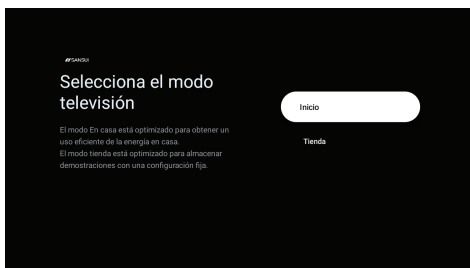 SANSUI
Selecciona el modo
televisión
El modo En casa está optimizado para obtener un
uso eficiente de la energía en casa.
El modo tienda está optimizado para almacenar
demostraciones con una configuración fija.
Inicio
Tienda